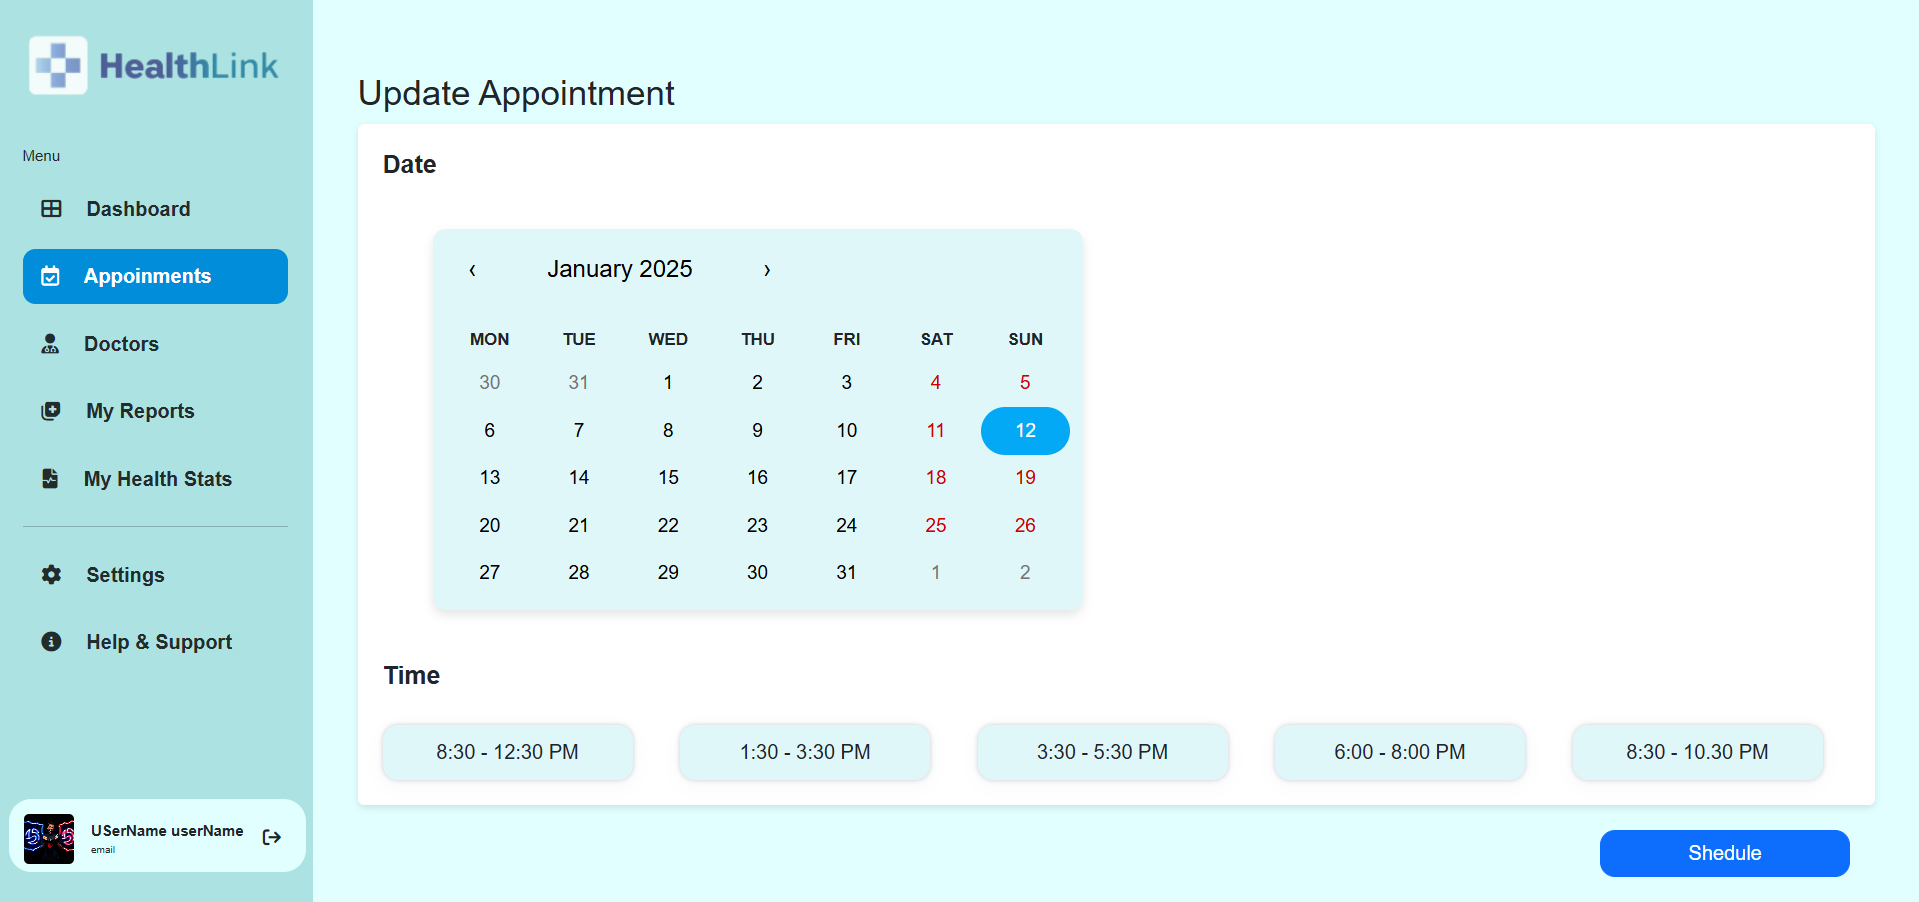 HealthLink
Menu
Dashboard
Appoinments
Doctors
My Reports
My Health Stats
Settings
Help & Support
USerName userName
email
Update Appointment
Date
‹ January 2025 ›
MON TUE WED THU FRI SAT SUN
30 31 1 2 3 4 5
6 7 8 9 10 11 12
13 14 15 16 17 18 19
20 21 22 23 24 25 26
27 28 29 30 31 1 2
Time
8:30 - 12:30 PM 1:30 - 3:30 PM 3:30 - 5:30 PM 6:00 - 8:00 PM 8:30 - 10.30 PM
Shedule